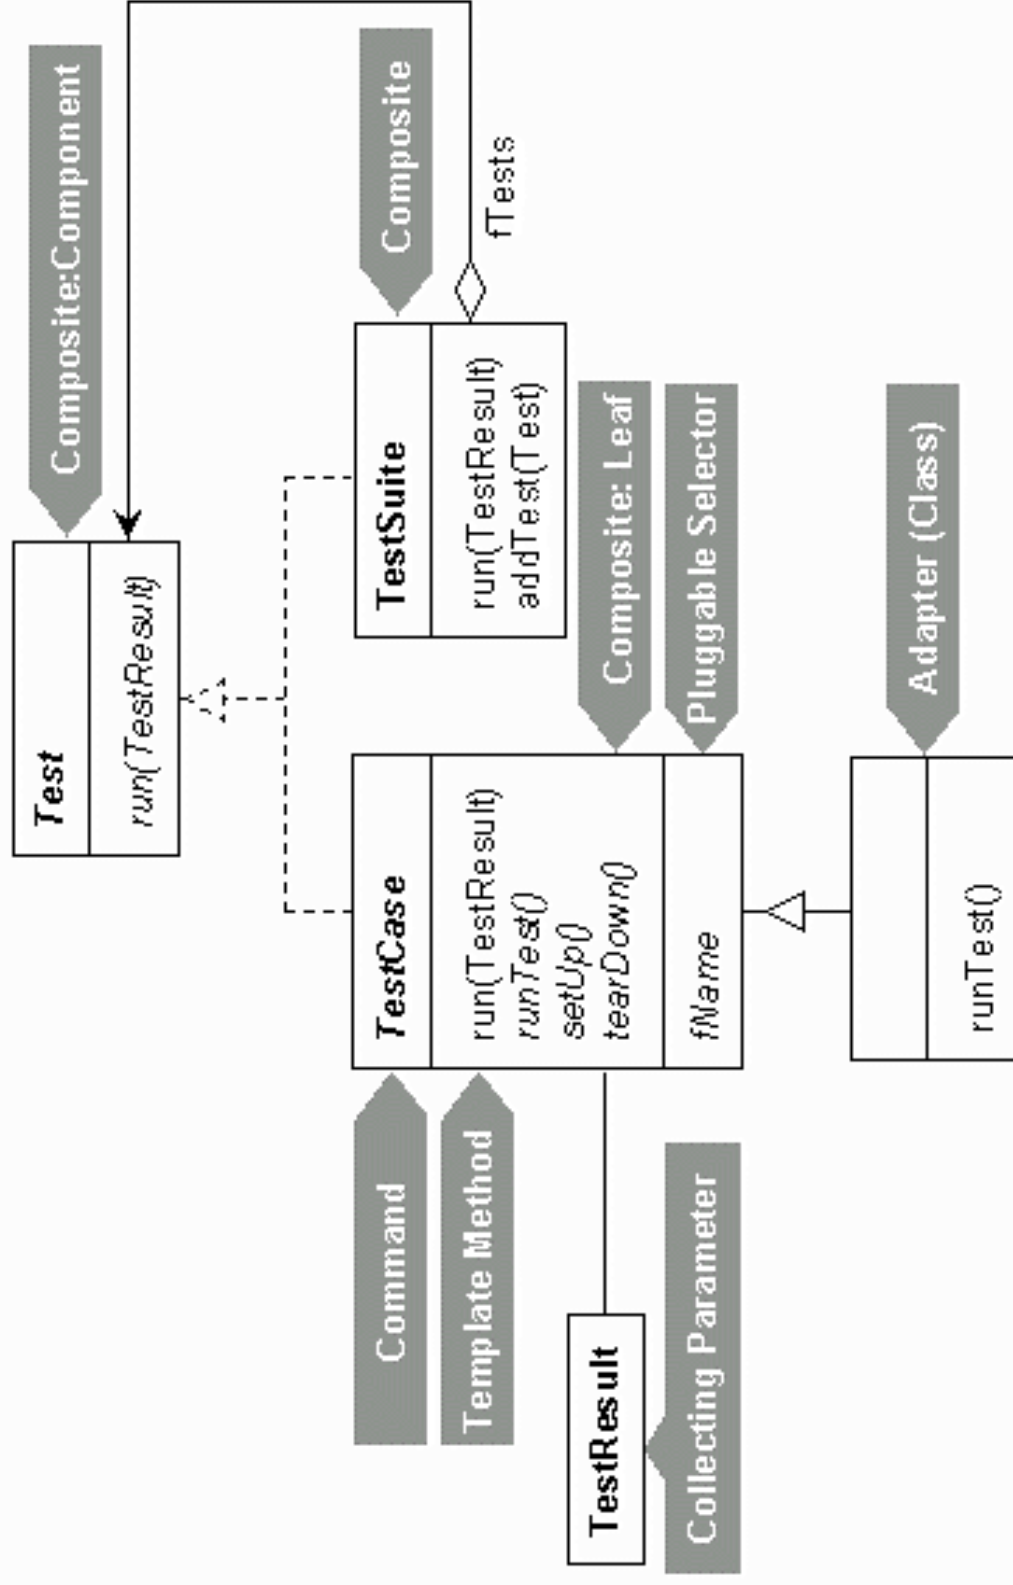 Composite:Component
Test
run(TestResult)
Composite
fTests
TestSuite
run(TestResult)
addTest(Test)
Command
Template Method
TestCase
run(TestResult)
runTest()
setUp()
tearDown()
fName
Composite: Leaf
Pluggable Selector
TestResult
Collecting Parameter
Adapter (Class)
runTest()